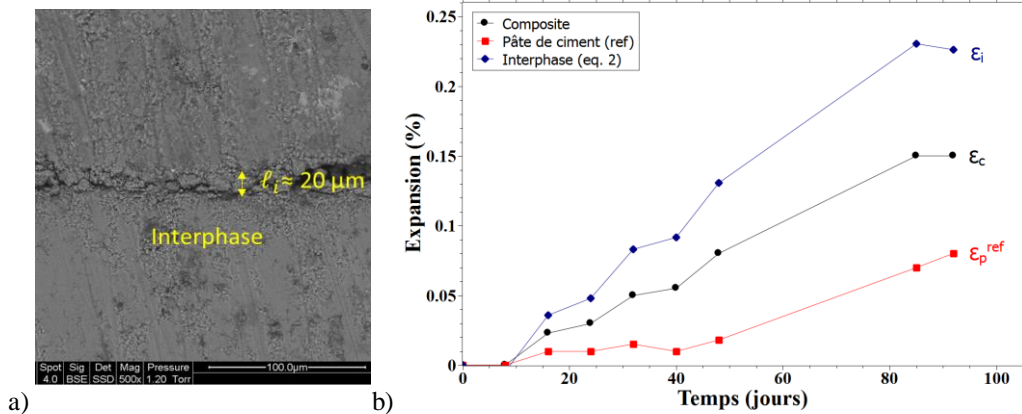 ℓi ≈ 20 μm
Interphase
Spot Sig Det Mag Pressure
4.0 BSE SSD 500x 1.20 Torr
100.0μm
a)
Expansion (%)
0.25
0.2
0.15
0.1
0.05
0
Composite
Pâte de ciment (ref)
Interphase (eq. 2)
εi
εc
εp ref
0 20 40 60 80 100
Temps (jours)
b)